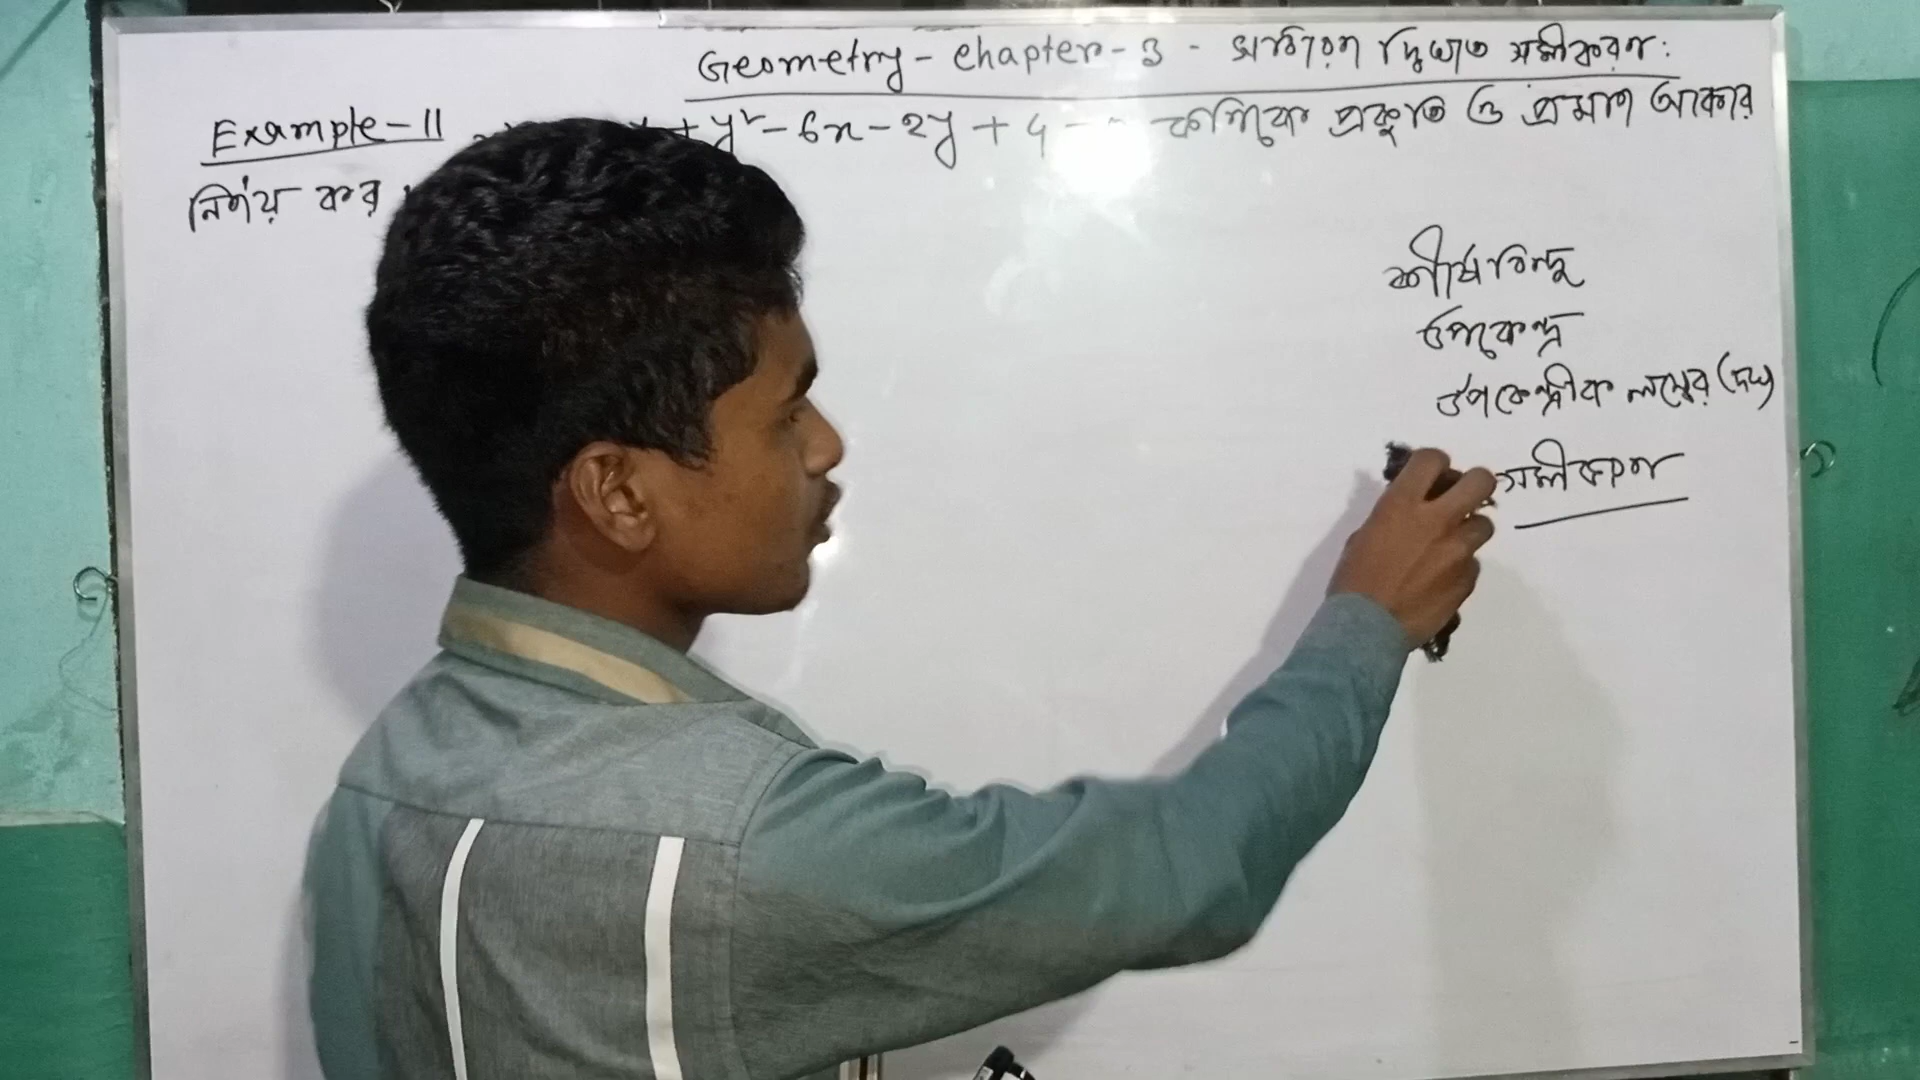 Geometry - chapter - 3 - সাধারণ দ্বিঘাত সমীকরণ:
Example-11 + y² - 6x - 2y + 4 কণিকের প্রকৃতি ও প্রমাণ আকার
নির্ণয় কর
শীর্ষবিন্দু
উপকেন্দ্র
উপকেন্দ্রীক লম্বের (দৈর্ঘ্য)
সমীকরণ